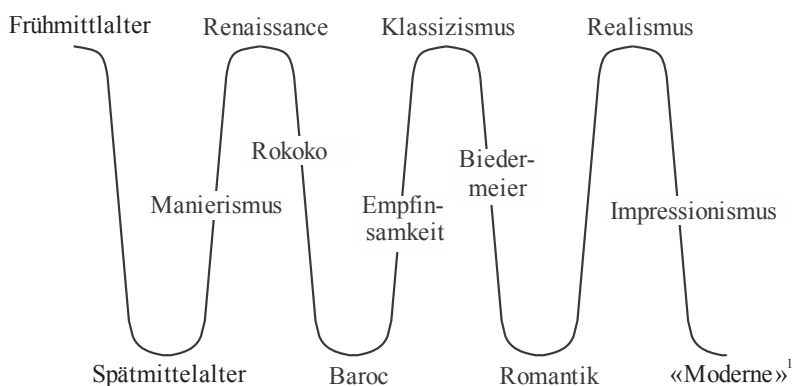 Frühmittlalter
Renaissance
Klassizismus
Realismus
Rokoko
Bieder-
meier
Manierismus
Empfin-
samkeit
Impressionismus
Spätmittelalter
Baroc
Romantik
«Moderne»¹